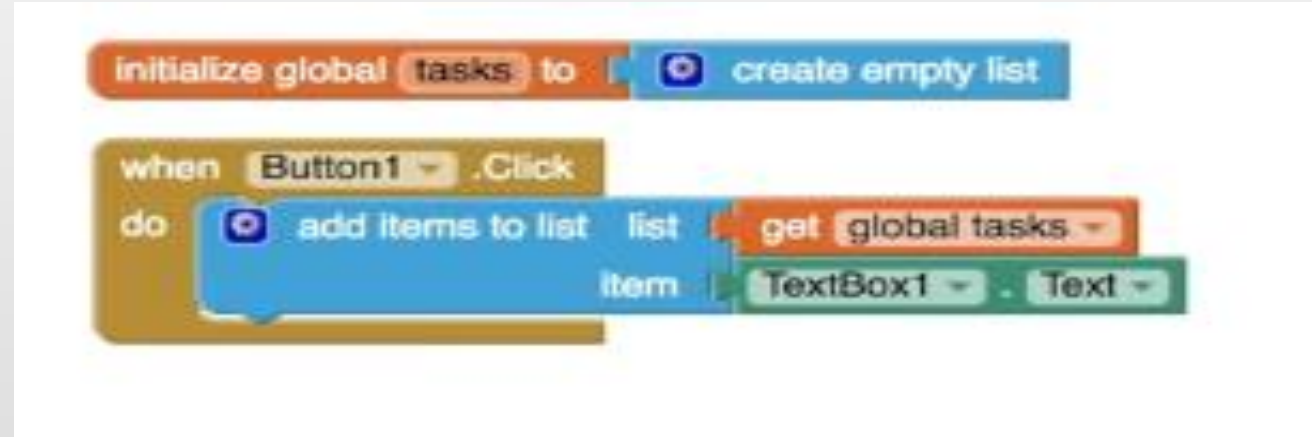 initialize global tasks to create empty list
when Button1 .Click
do add items to list list get global tasks
item TextBox1 . Text